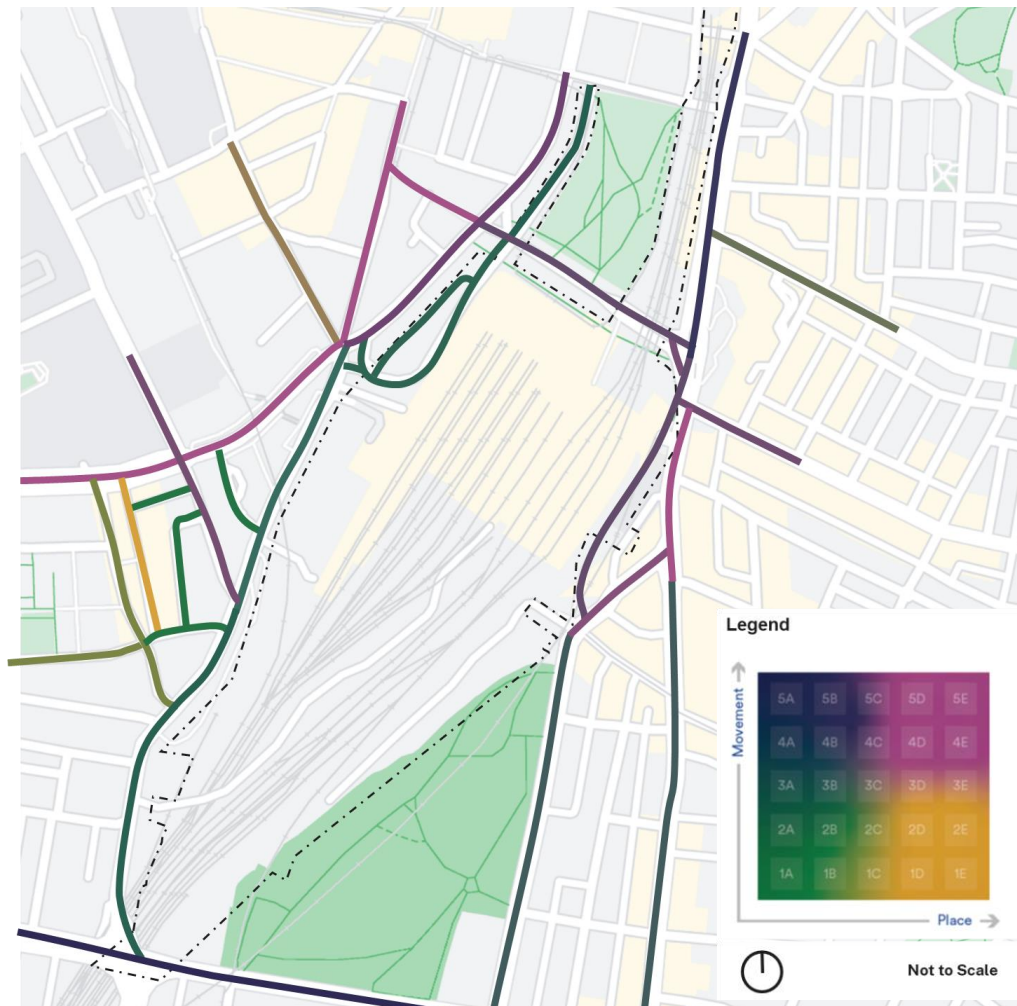 Legend
Movement
5A 5B 5C 5D 5E
4A 4B 4C 4D 4E
3A 3B 3C 3D 3E
2A 2B 2C 2D 2E
1A 1B 1C 1D 1E
Place
Not to Scale